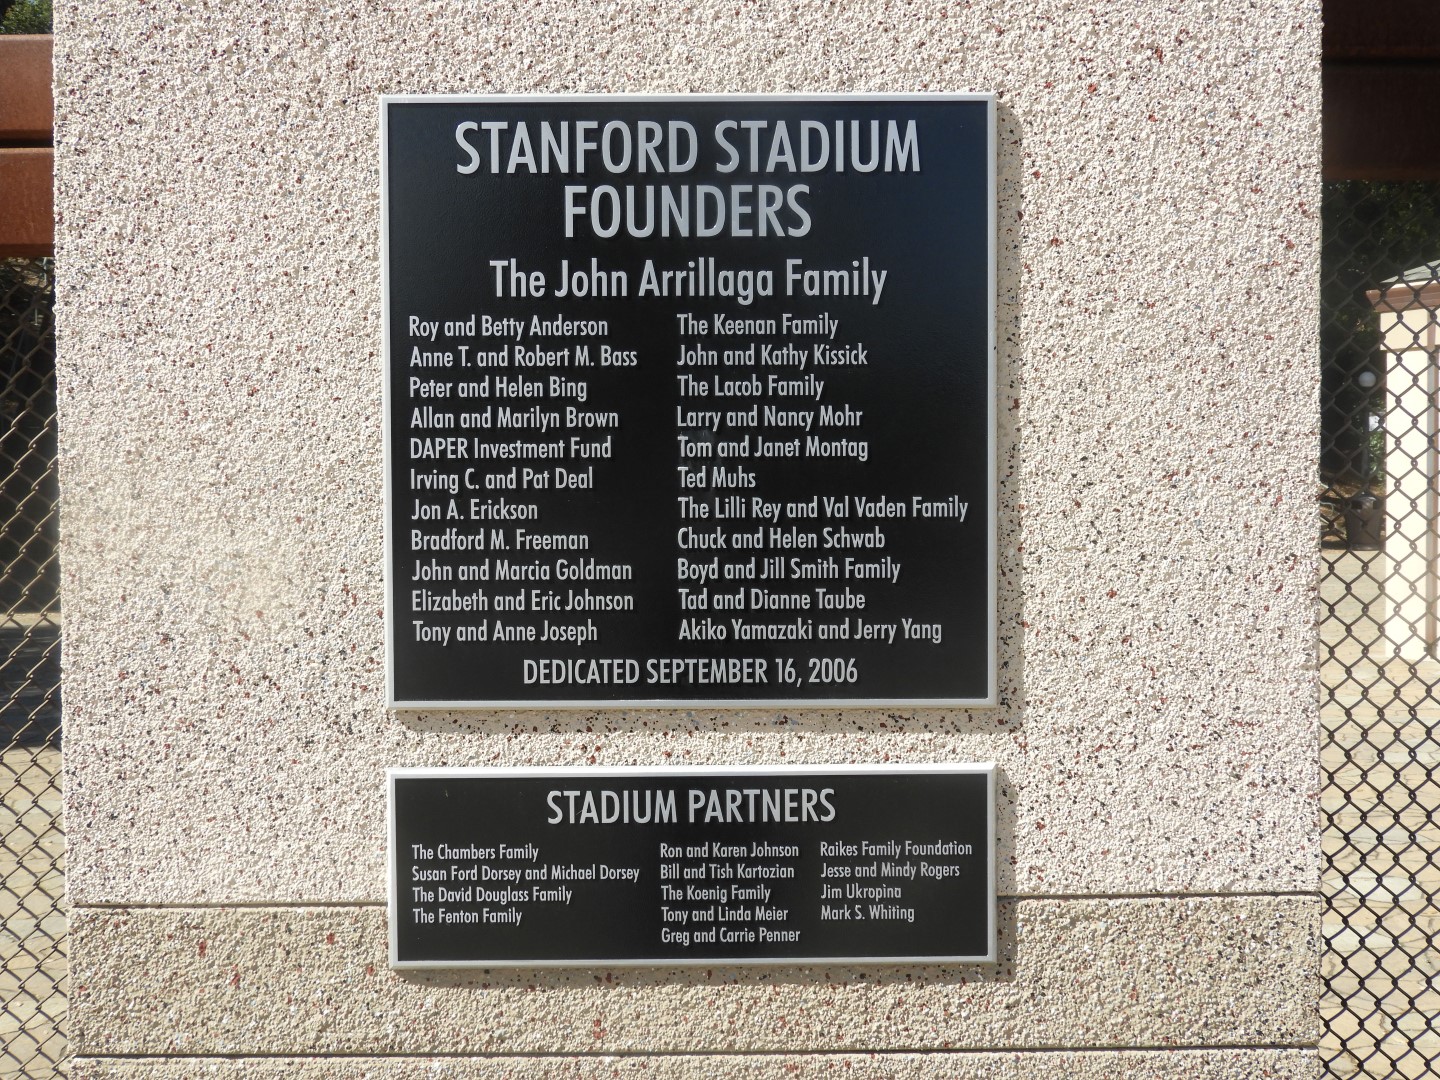 STANFORD STADIUM
FOUNDERS
The John Arrillaga Family
Roy and Betty Anderson
Anne T. and Robert M. Bass
Peter and Helen Bing
Allan and Marilyn Brown
DAPER Investment Fund
Irving C. and Pat Deal
Jon A. Erickson
Bradford M. Freeman
John and Marcia Goldman
Elizabeth and Eric Johnson
Tony and Anne Joseph
The Keenan Family
John and Kathy Kissick
The Lacob Family
Larry and Nancy Mohr
Tom and Janet Montag
Ted Muhs
The Lilli Rey and Val Vaden Family
Chuck and Helen Schwab
Boyd and Jill Smith Family
Tad and Dianne Taube
Akiko Yamazaki and Jerry Yang
DEDICATED SEPTEMBER 16, 2006
STADIUM PARTNERS
The Chambers Family
Susan Ford Dorsey and Michael Dorsey
The David Douglass Family
The Fenton Family
Ron and Karen Johnson
Bill and Tish Kartozian
The Koenig Family
Tony and Linda Meier
Greg and Carrie Penner
Raikes Family Foundation
Jesse and Mindy Rogers
Jim Ukropina
Mark S. Whiting